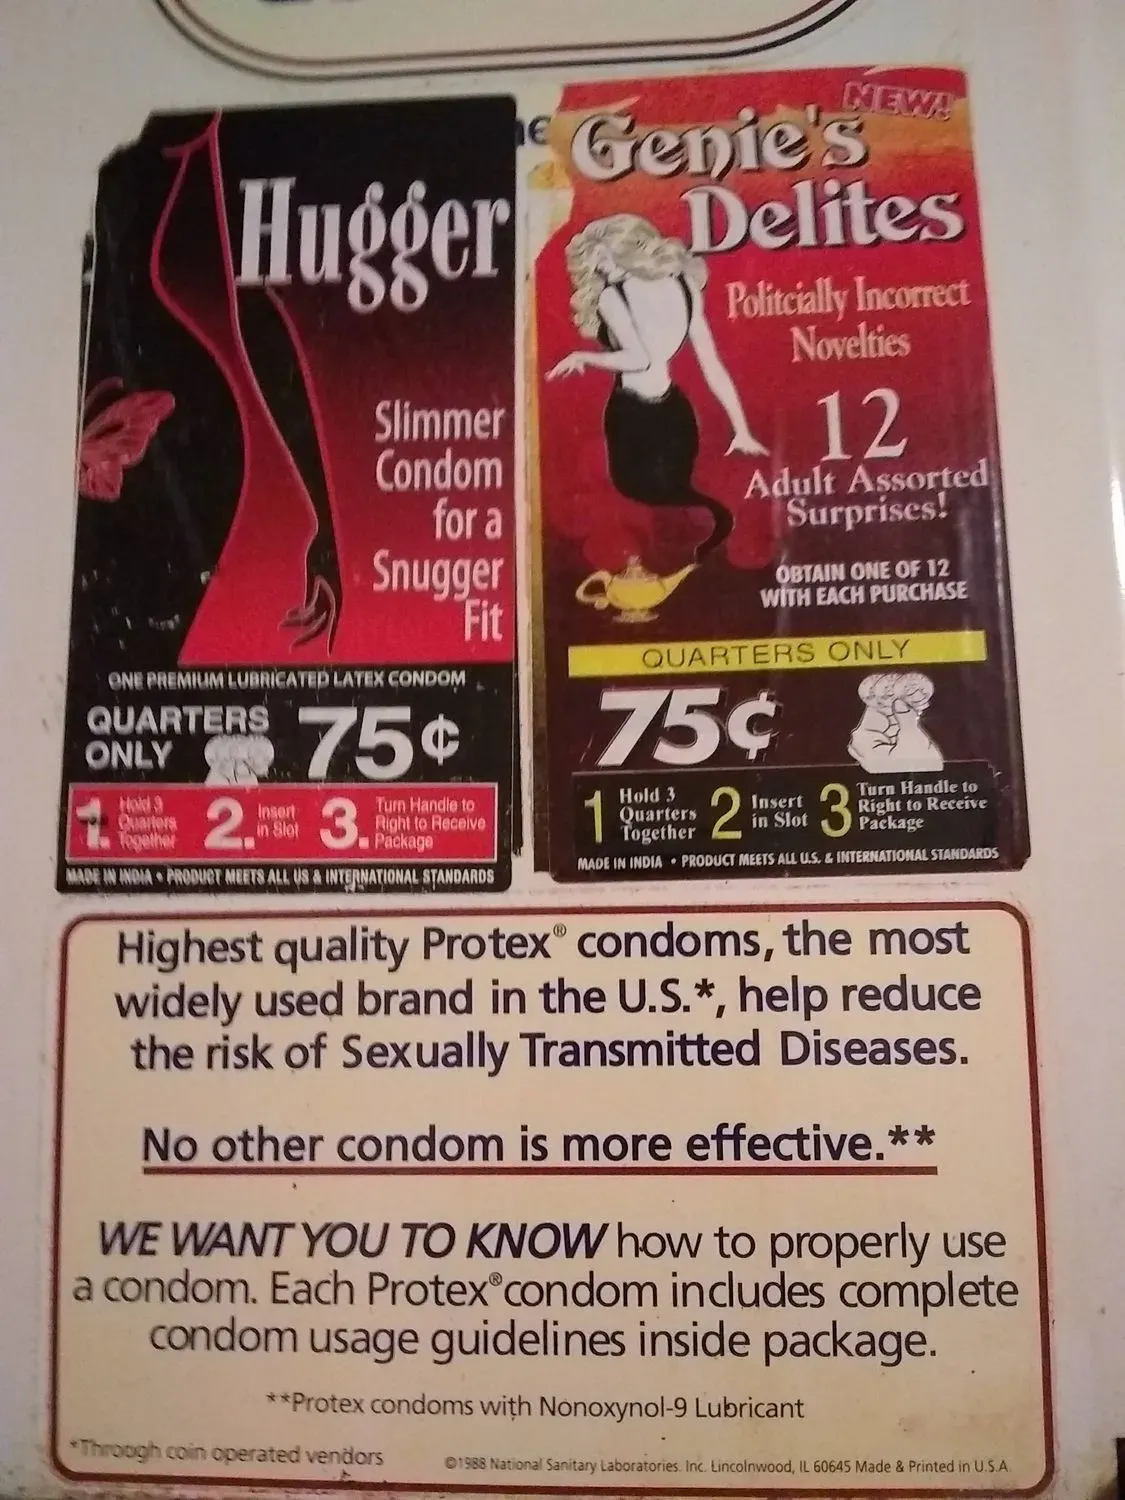 Hugger
Slimmer
Condom
for a
Snugger
Fit
ONE PREMIUM LUBRICATED LATEX CONDOM
QUARTERS
ONLY
75¢
1. Hold 3
Quarters
Together
2. Insert
in Slot
3. Turn Handle to
Right to Receive
Package
MADE IN INDIA • PRODUCT MEETS ALL US & INTERNATIONAL STANDARDS
NEW!
Genie's
Delites
Politcially Incorrect
Novelties
12
Adult Assorted
Surprises!
OBTAIN ONE OF 12
WITH EACH PURCHASE
QUARTERS ONLY
75¢
1 Hold 3
Quarters
Together
2 Insert
in Slot
3 Turn Handle to
Right to Receive
Package
MADE IN INDIA • PRODUCT MEETS ALL U.S. & INTERNATIONAL STANDARDS
Highest quality Protex® condoms, the most
widely used brand in the U.S.*, help reduce
the risk of Sexually Transmitted Diseases.
No other condom is more effective.**
WE WANT YOU TO KNOW how to properly use
a condom. Each Protex® condom includes complete
condom usage guidelines inside package.
**Protex condoms with Nonoxynol-9 Lubricant
*Through coin operated vendors
©1988 National Sanitary Laboratories. Inc. Lincolnwood, IL 60645 Made & Printed in U.S.A.